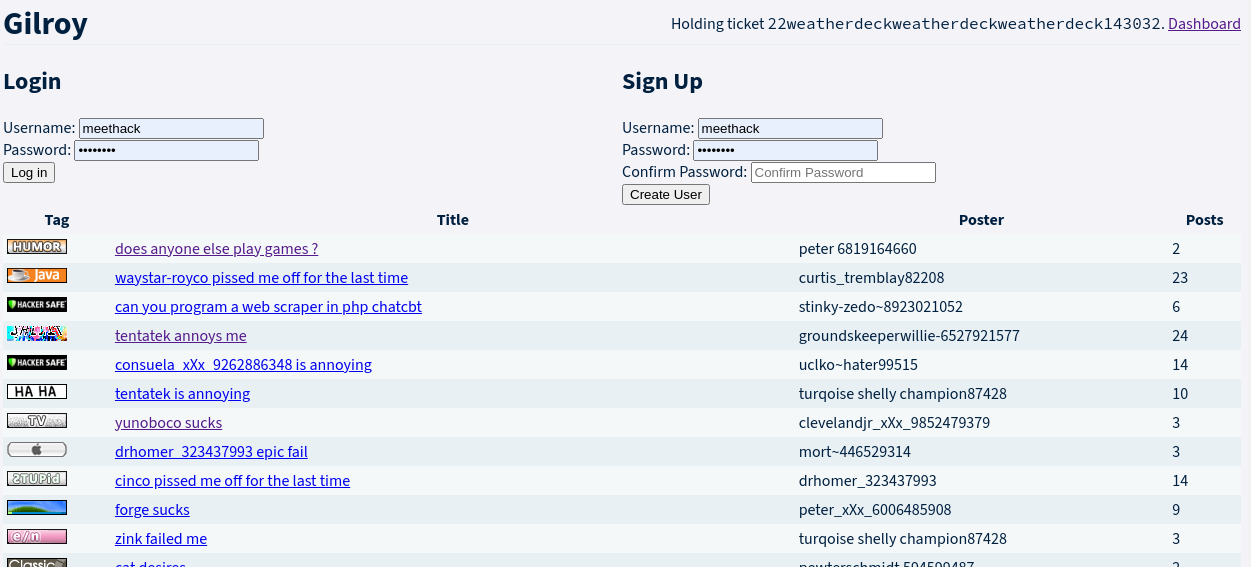 Gilroy
Holding ticket 22weatherdeckweatherdeckweatherdeck143032. Dashboard
Login
Username: meethack
Password: ••••••••
Log in
Sign Up
Username: meethack
Password: ••••••••
Confirm Password: Confirm Password
Create User
Tag Title Poster Posts
HUMOR does anyone else play games ? peter 6819164660 2
Java waystar-royco pissed me off for the last time curtis_tremblay82208 23
HACKER SAFE can you program a web scraper in php chatcbt stinky-zedo~8923021052 6
tentatek annoys me groundskeeperwillie-6527921577 24
HACKER SAFE consuela_xXx_9262886348 is annoying uclko~hater99515 14
HA HA tentatek is annoying turqoise shelly champion87428 10
TV yunoboco sucks clevelandjr_xXx_9852479379 3
drhomer_323437993 epic fail mort~446529314 3
STUPid cinco pissed me off for the last time drhomer_323437993 14
forge sucks peter_xXx_6006485908 9
e/n zink failed me turqoise shelly champion87428 3
Classic cat desires